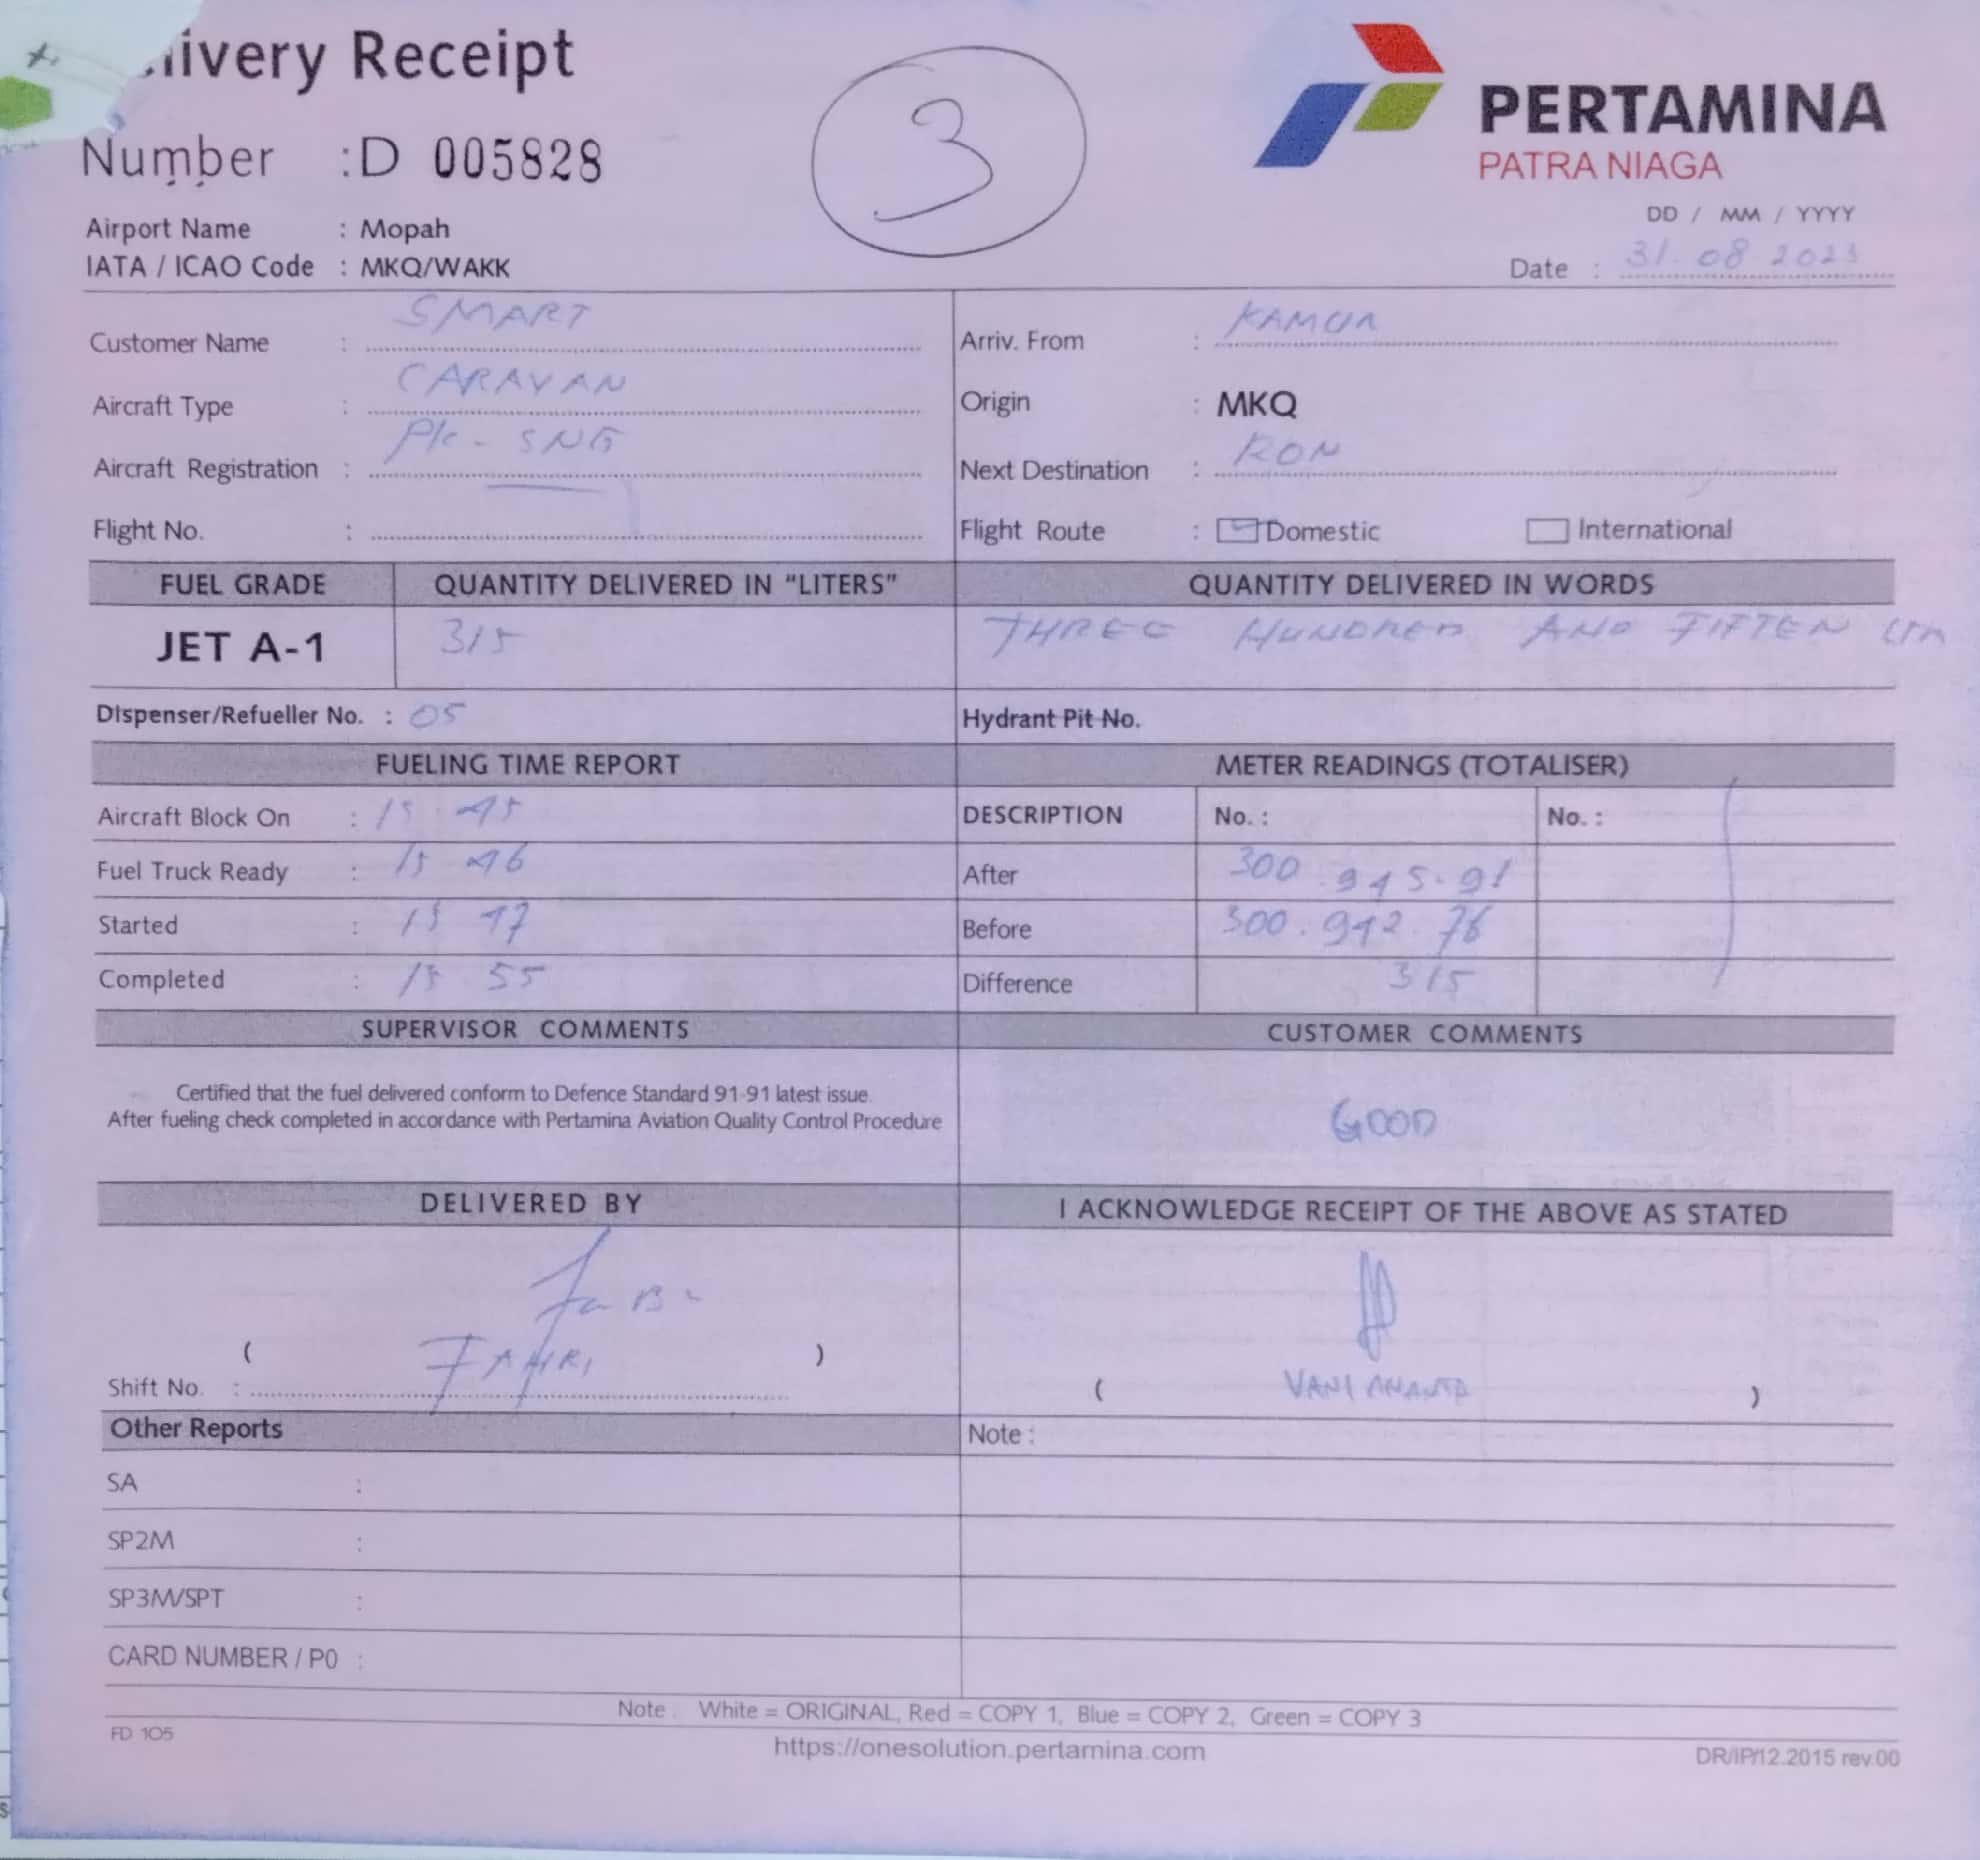 livery Receipt
3
PERTAMINA
PATRA NIAGA
Number : D 005828
DD / MM / YYYY
Airport Name : Mopah
IATA / ICAO Code : MKQ/WAKK
Date : 31.08 2023
Customer Name : SMART
Arriv. From : KAMUR
Aircraft Type : CARAVAN
Origin : MKQ
Aircraft Registration : PK - SNG
Next Destination : RON
Flight No. :
Flight Route : Domestic International
FUEL GRADE QUANTITY DELIVERED IN "LITERS" QUANTITY DELIVERED IN WORDS
JET A-1 315 THREE HUNDRED AND FIFTEN LTR
Dispenser/Refueller No. : 05 Hydrant Pit No.
FUELING TIME REPORT METER READINGS (TOTALISER)
Aircraft Block On : 15 45 DESCRIPTION No. : No. :
Fuel Truck Ready : 15 46 After 300.945.91
Started : 15 47 Before 300.942.76
Completed : 15 55 Difference 315
SUPERVISOR COMMENTS CUSTOMER COMMENTS
Certified that the fuel delivered conform to Defence Standard 91-91 latest issue.
After fueling check completed in accordance with Pertamina Aviation Quality Control Procedure
GOOD
DELIVERED BY I ACKNOWLEDGE RECEIPT OF THE ABOVE AS STATED
( FAHRI )
Shift No. :
( VANI ANANTA )
Other Reports Note :
SA :
SP2M :
SP3M/SPT :
CARD NUMBER / P0 :
Note . White = ORIGINAL, Red = COPY 1, Blue = COPY 2, Green = COPY 3
FD 105
https://onesolution.pertamina.com
DR/IP/12.2015 rev.00